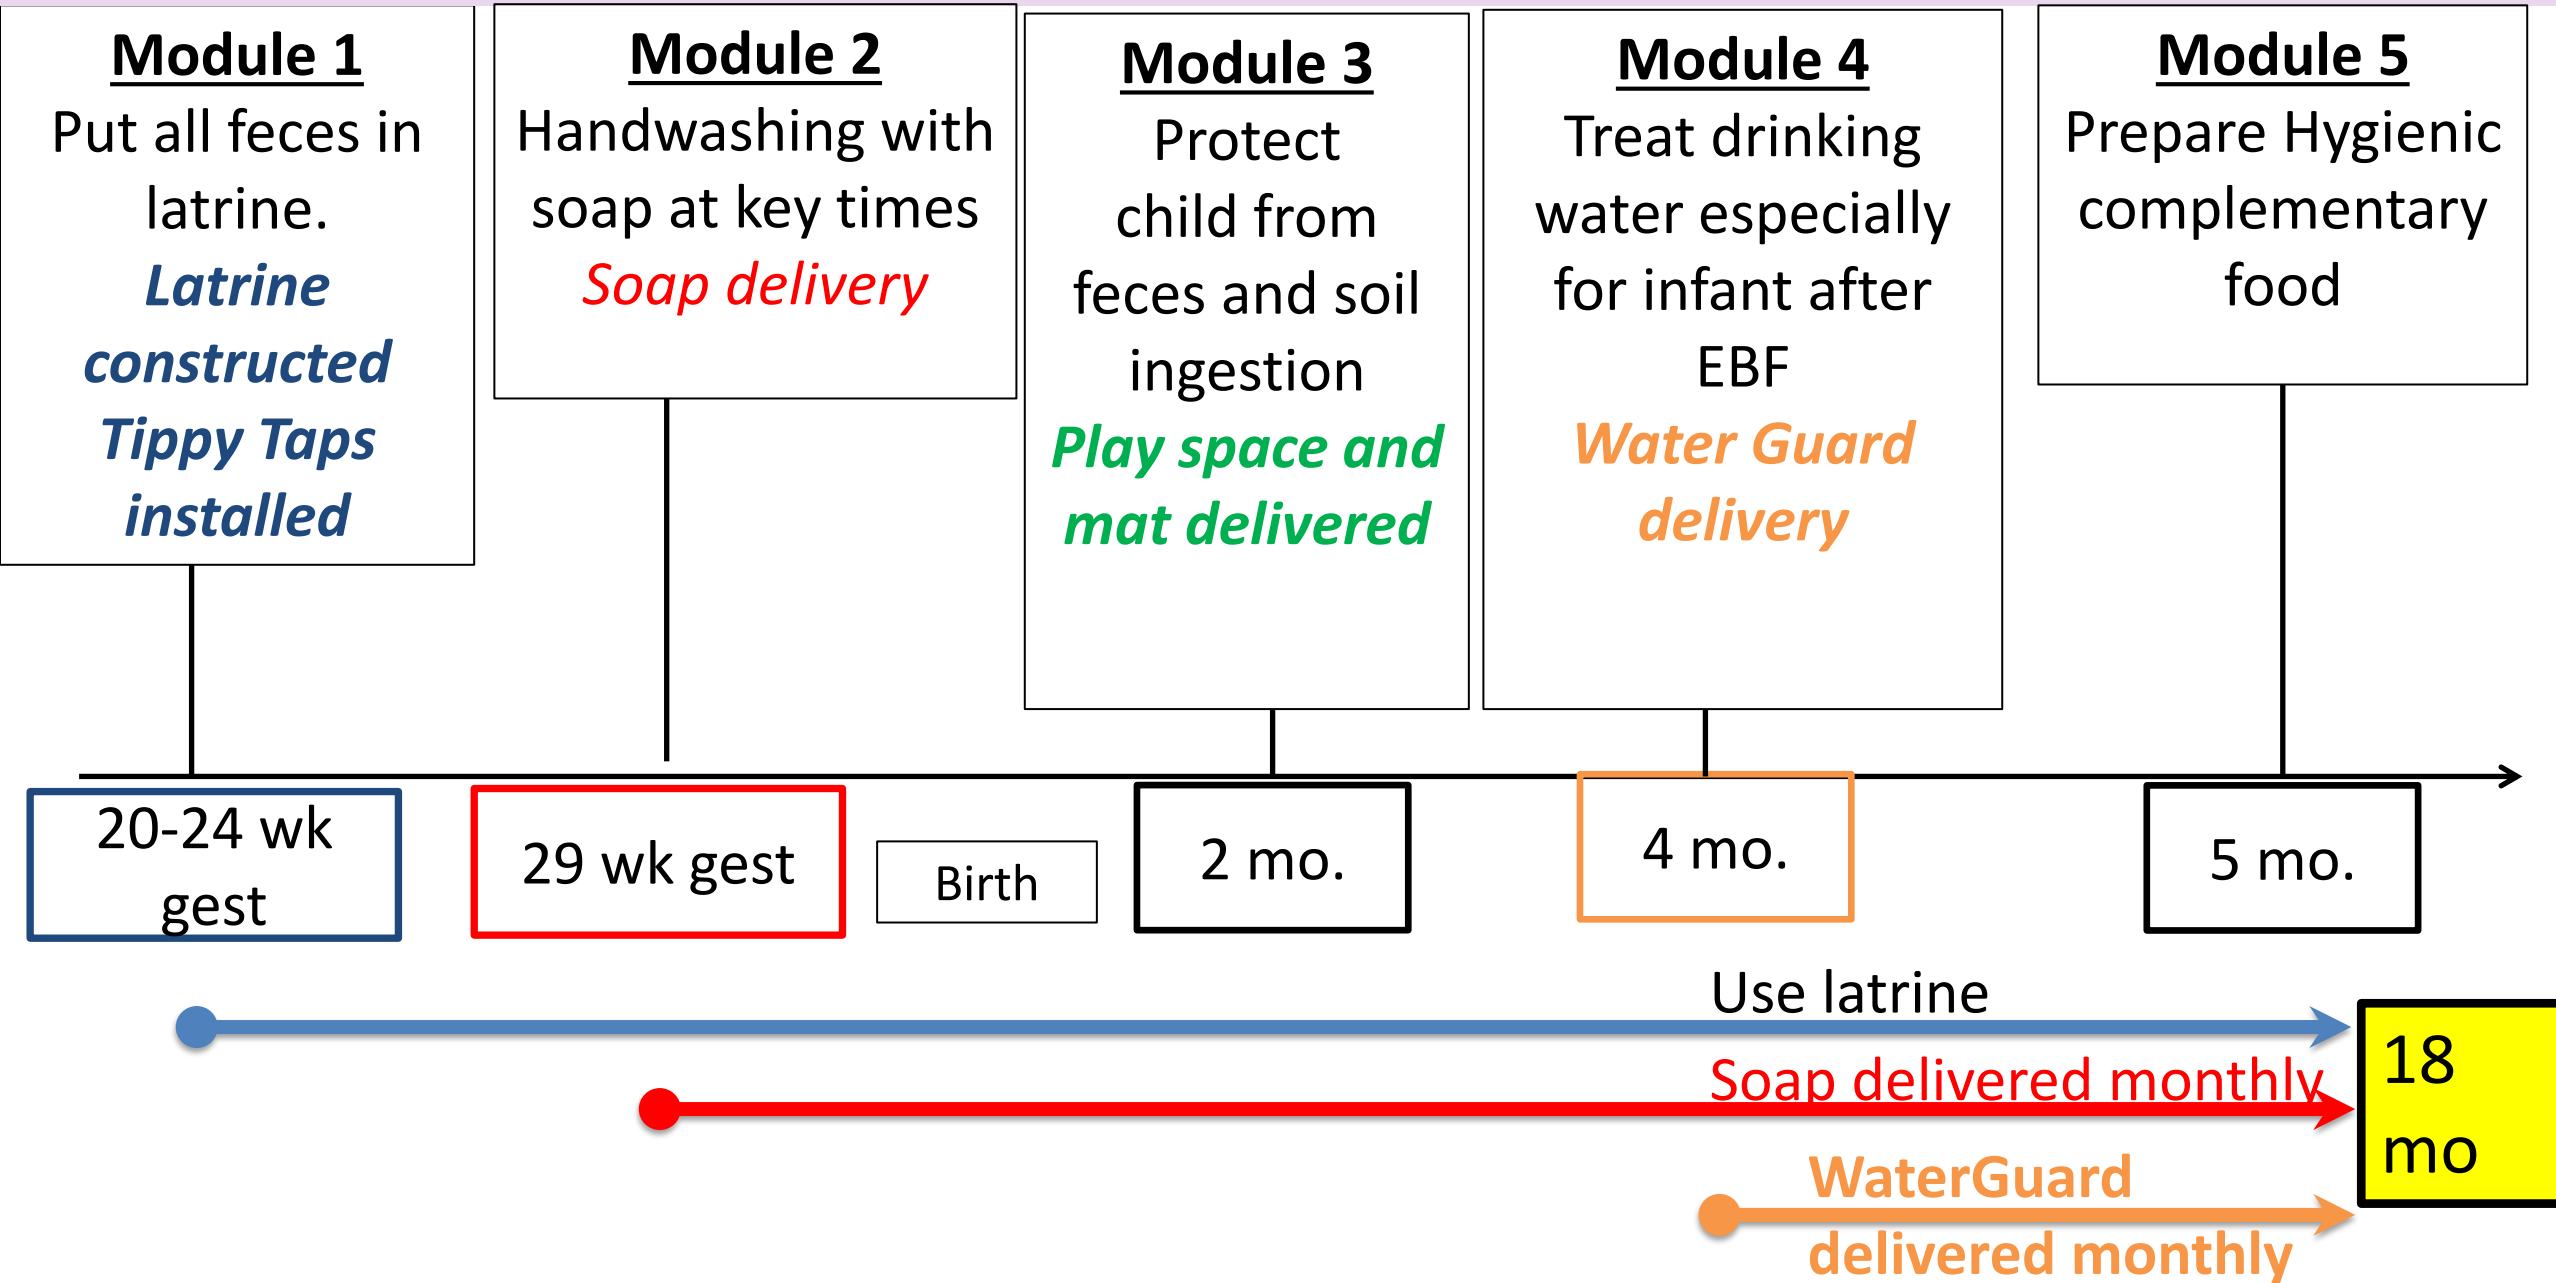 Module 1
Put all feces in
latrine.
Latrine
constructed
Tippy Taps
installed
Module 2
Handwashing with
soap at key times
Soap delivery
Module 3
Protect
child from
feces and soil
ingestion
Play space and
mat delivered
Module 4
Treat drinking
water especially
for infant after
EBF
Water Guard
delivery
Module 5
Prepare Hygienic
complementary
food
20-24 wk
gest
29 wk gest
Birth
2 mo.
4 mo.
5 mo.
Use latrine
Soap delivered monthly
WaterGuard
delivered monthly
18
mo